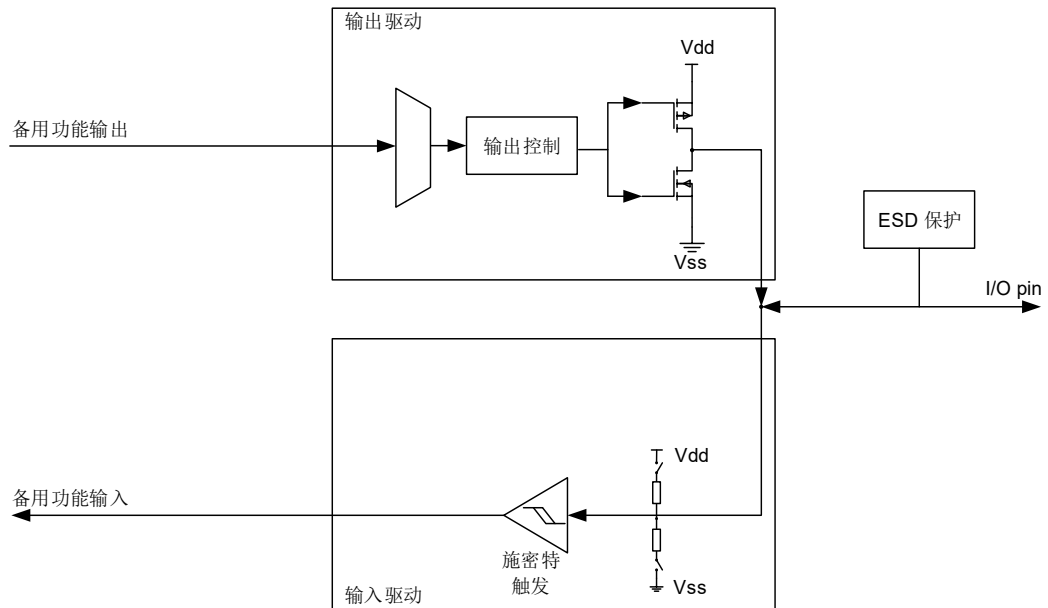 输出驱动
Vdd
备用功能输出
输出控制
Vss
ESD 保护
I/O pin
Vdd
备用功能输入
施密特
触发
Vss
输入驱动